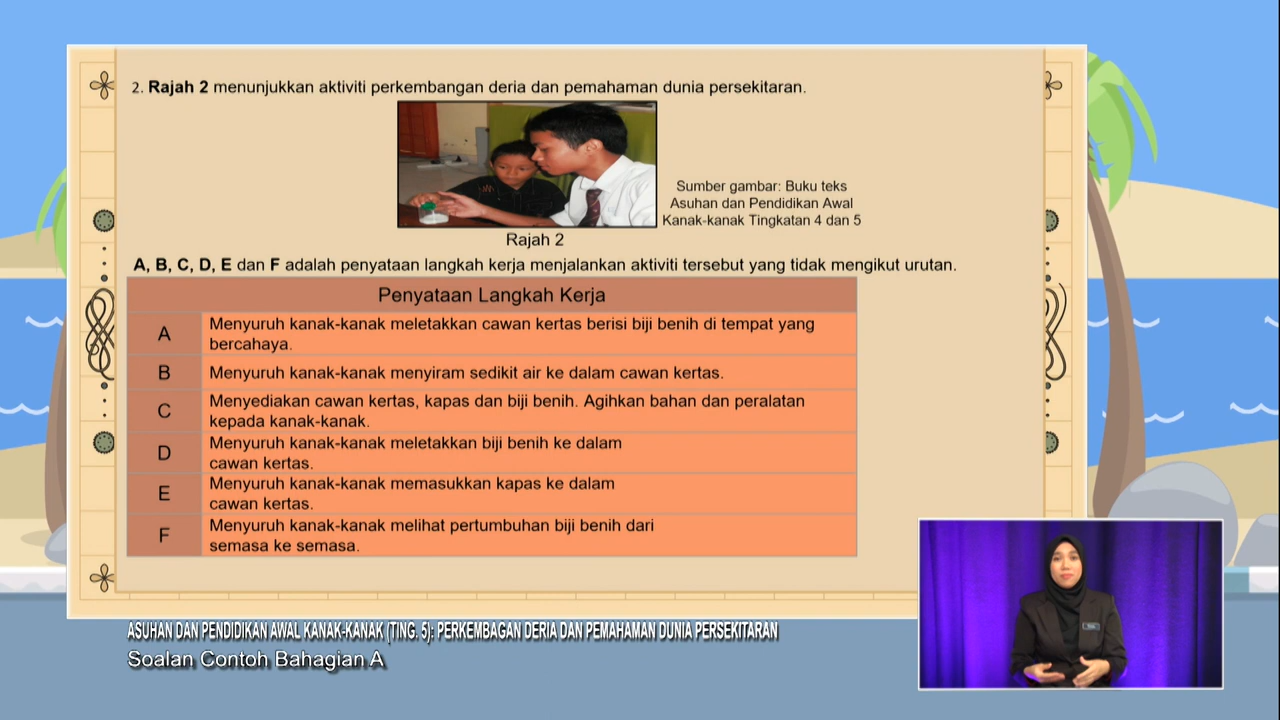 2. Rajah 2 menunjukkan aktiviti perkembangan deria dan pemahaman dunia persekitaran.
Sumber gambar: Buku teks
Asuhan dan Pendidikan Awal
Kanak-kanak Tingkatan 4 dan 5
Rajah 2
A, B, C, D, E dan F adalah penyataan langkah kerja menjalankan aktiviti tersebut yang tidak mengikut urutan.
Penyataan Langkah Kerja
A
Menyuruh kanak-kanak meletakkan cawan kertas berisi biji benih di tempat yang
bercahaya.
B
Menyuruh kanak-kanak menyiram sedikit air ke dalam cawan kertas.
C
Menyediakan cawan kertas, kapas dan biji benih. Agihkan bahan dan peralatan
kepada kanak-kanak.
D
Menyuruh kanak-kanak meletakkan biji benih ke dalam
cawan kertas.
E
Menyuruh kanak-kanak memasukkan kapas ke dalam
cawan kertas.
F
Menyuruh kanak-kanak melihat pertumbuhan biji benih dari
semasa ke semasa.
ASUHAN DAN PENDIDIKAN AWAL KANAK-KANAK (TING. 5): PERKEMBAGAN DERIA DAN PEMAHAMAN DUNIA PERSEKITARAN
Soalan Contoh Bahagian A